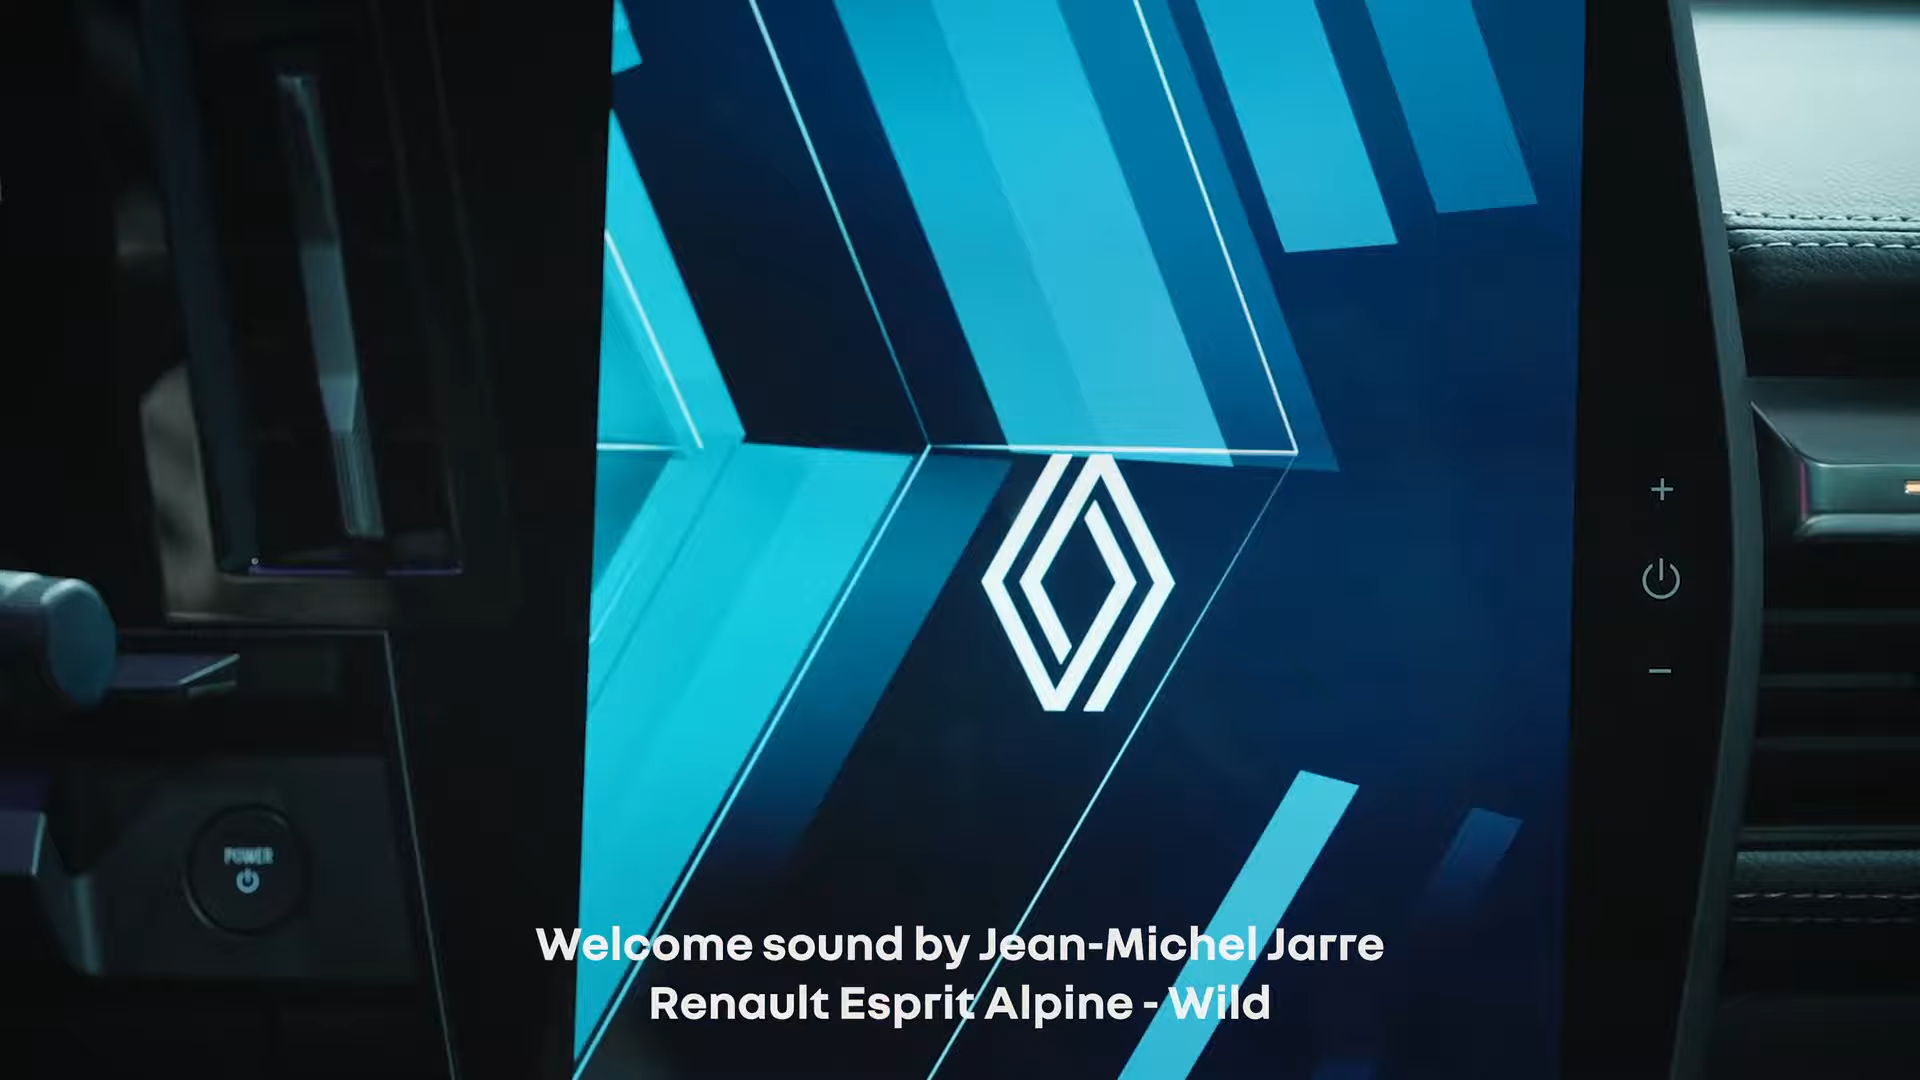 POWER
Welcome sound by Jean-Michel Jarre
Renault Esprit Alpine - Wild